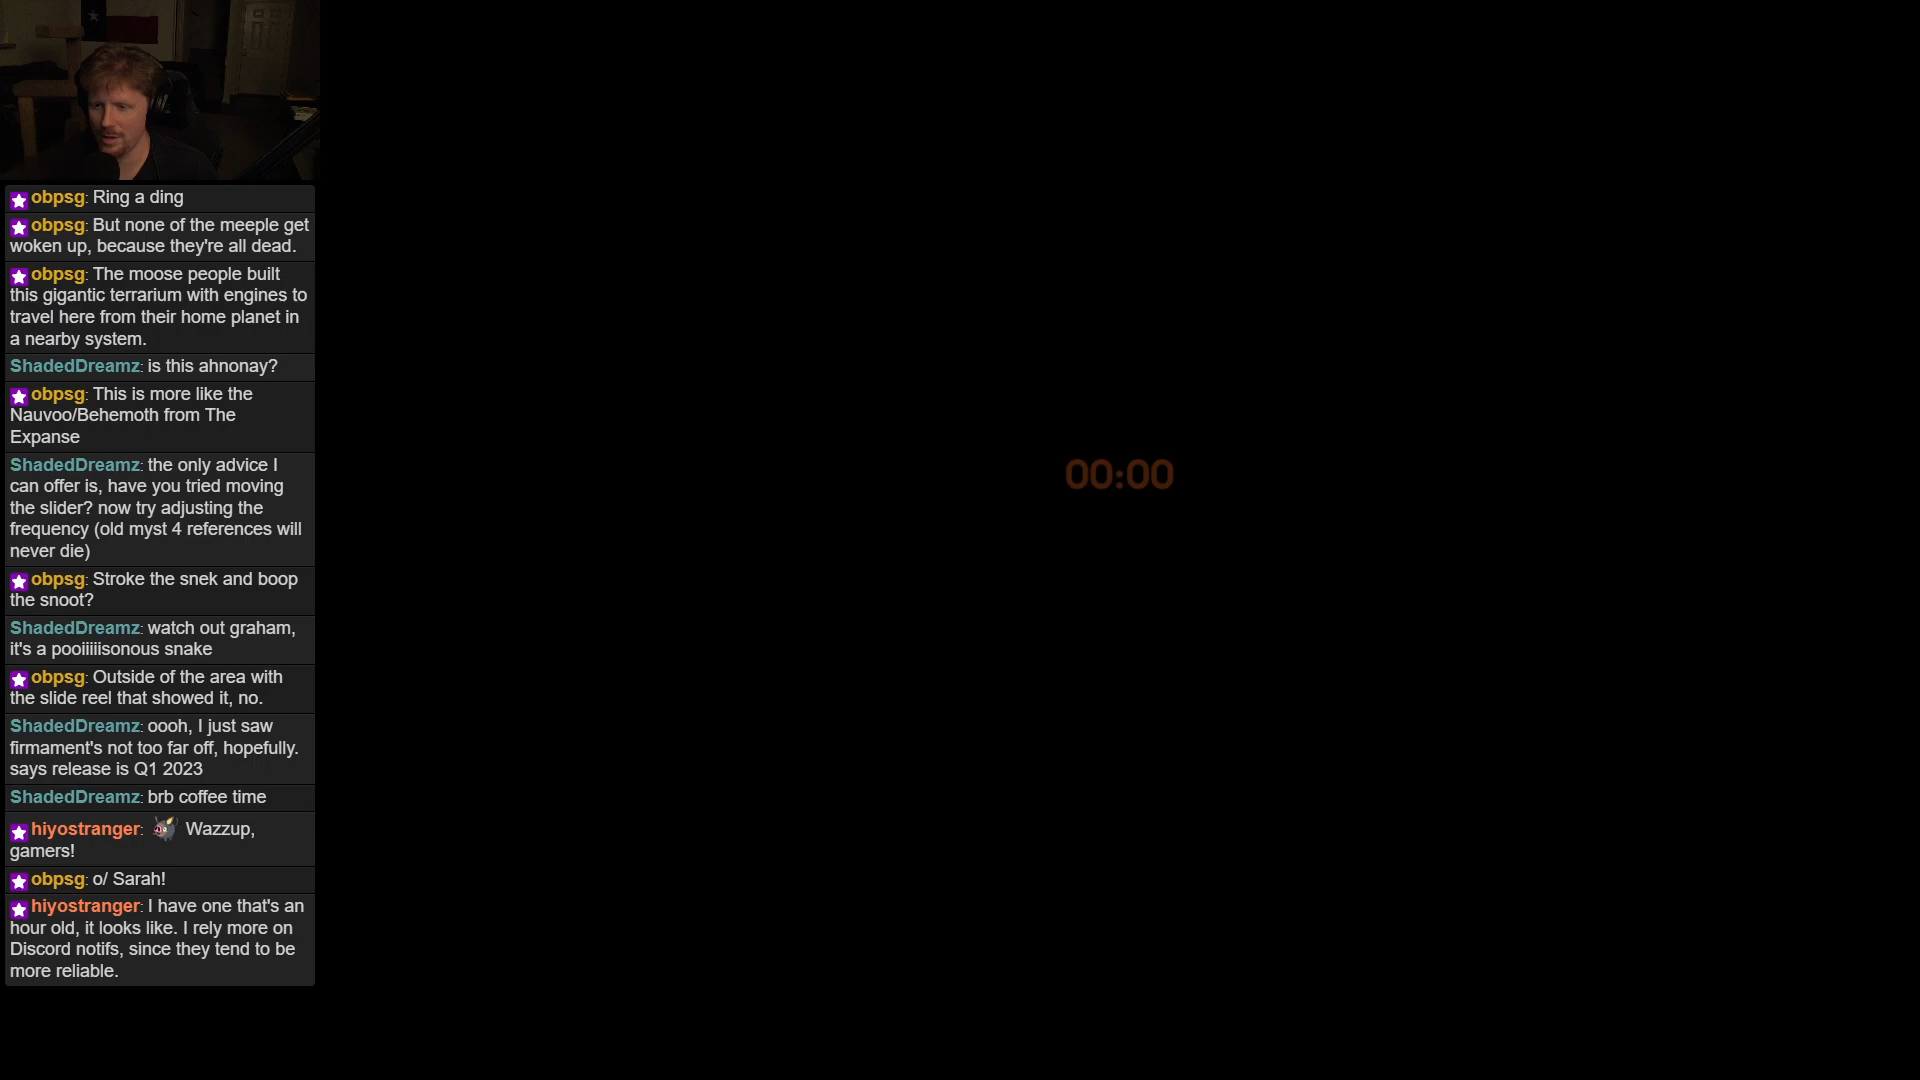 obpsg: Ring a ding
obpsg: But none of the meeple get
woken up, because they're all dead.
obpsg: The moose people built
this gigantic terrarium with engines to
travel here from their home planet in
a nearby system.
ShadedDreamz: is this ahnonay?
obpsg: This is more like the
Nauvoo/Behemoth from The
Expanse
ShadedDreamz: the only advice I
can offer is, have you tried moving
the slider? now try adjusting the
frequency (old myst 4 references will
never die)
obpsg: Stroke the snek and boop
the snoot?
ShadedDreamz: watch out graham,
it's a pooiiiiisonous snake
obpsg: Outside of the area with
the slide reel that showed it, no.
ShadedDreamz: oooh, I just saw
firmament's not too far off, hopefully.
says release is Q1 2023
ShadedDreamz: brb coffee time
hiyostranger: Wazzup,
gamers!
obpsg: o/ Sarah!
hiyostranger: I have one that's an
hour old, it looks like. I rely more on
Discord notifs, since they tend to be
more reliable.
00:00